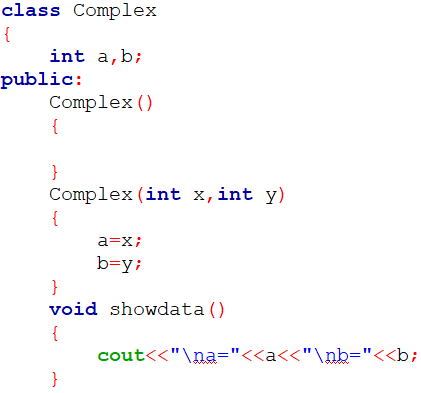 class Complex
{
    int a,b;
public:
    Complex()
    {

    }
    Complex(int x,int y)
    {
        a=x;
        b=y;
    }
    void showdata()
    {
        cout<<"\na="<<a<<"\nb="<<b;
    }